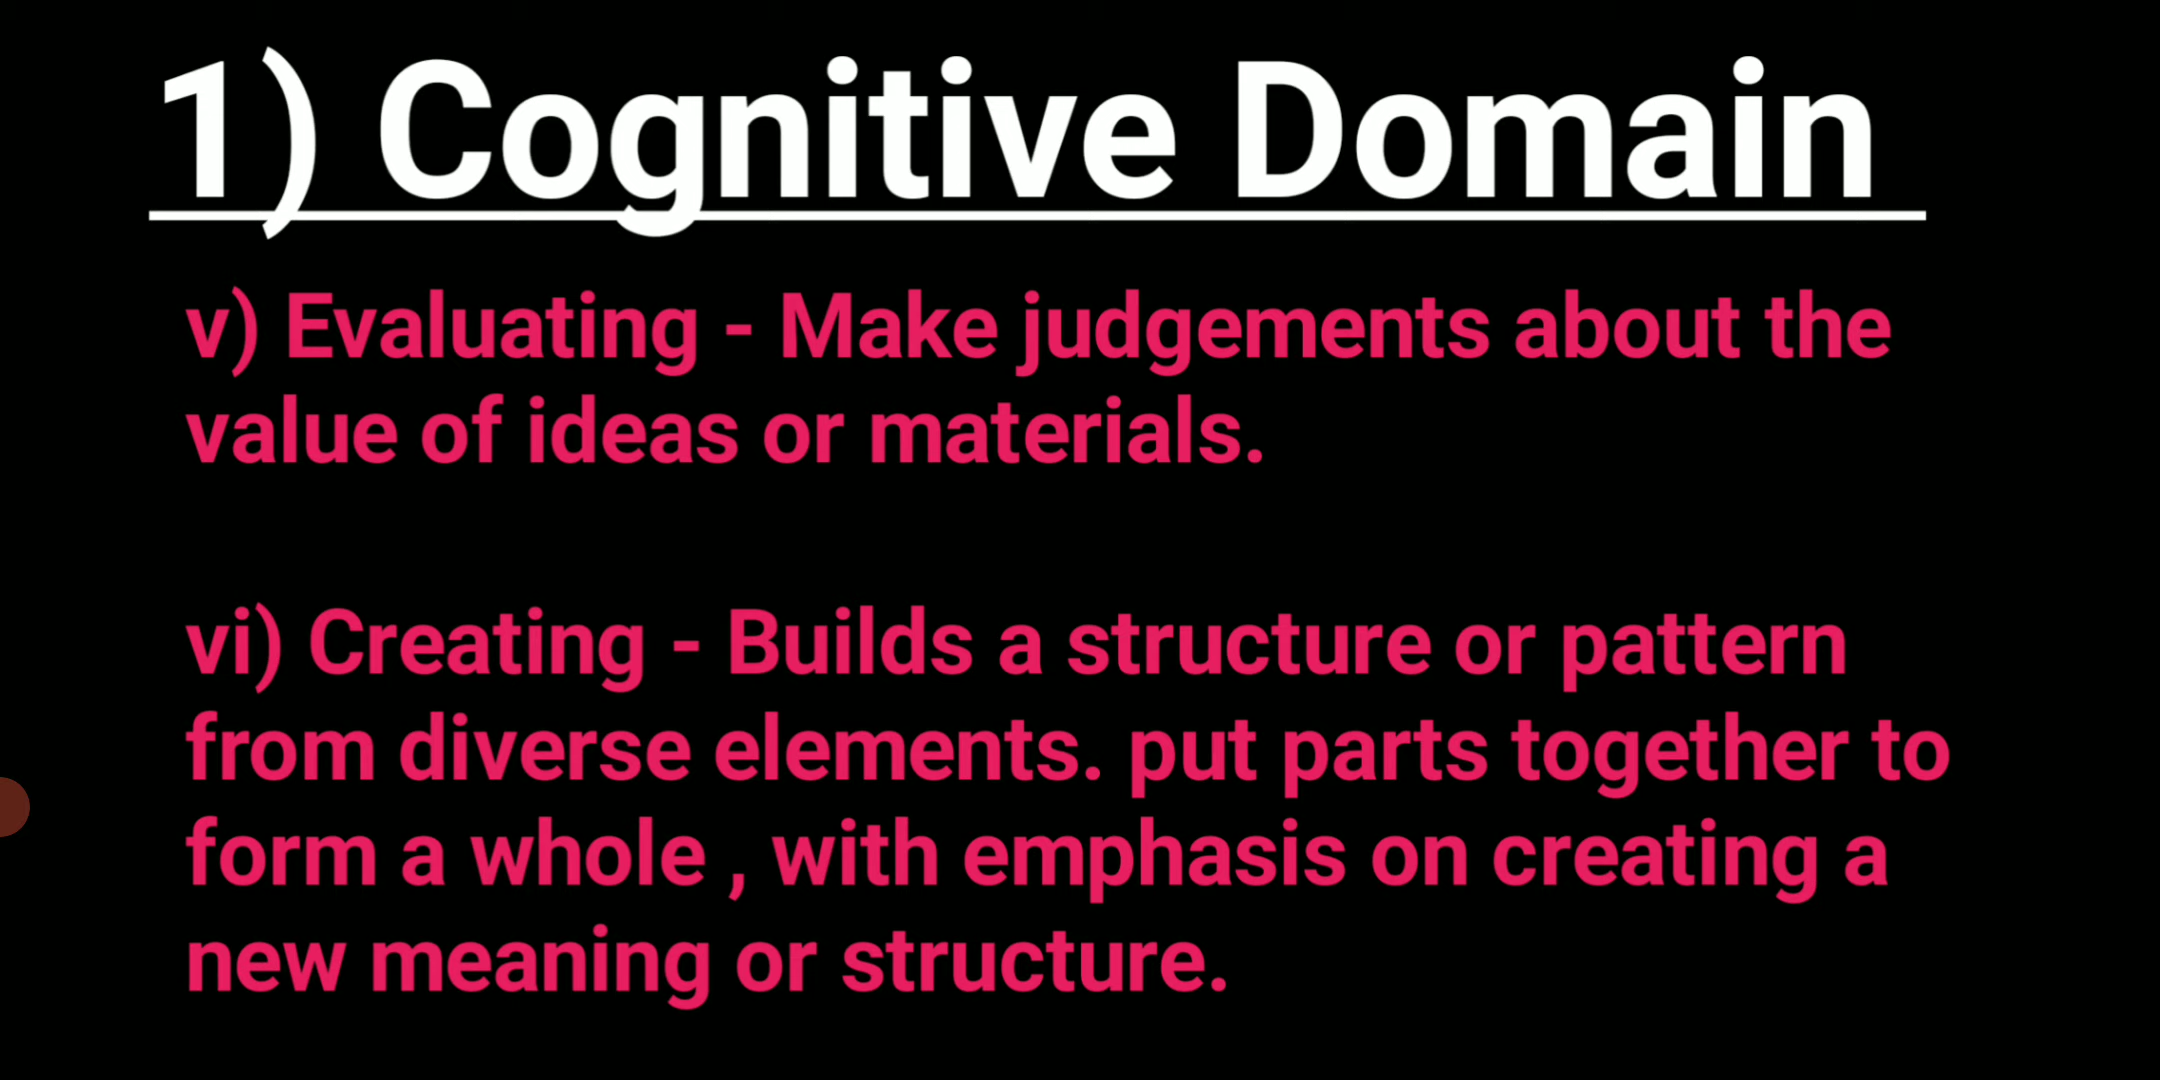 1) Cognitive Domain
v) Evaluating - Make judgements about the
value of ideas or materials.
vi) Creating - Builds a structure or pattern
from diverse elements. put parts together to
form a whole , with emphasis on creating a
new meaning or structure.